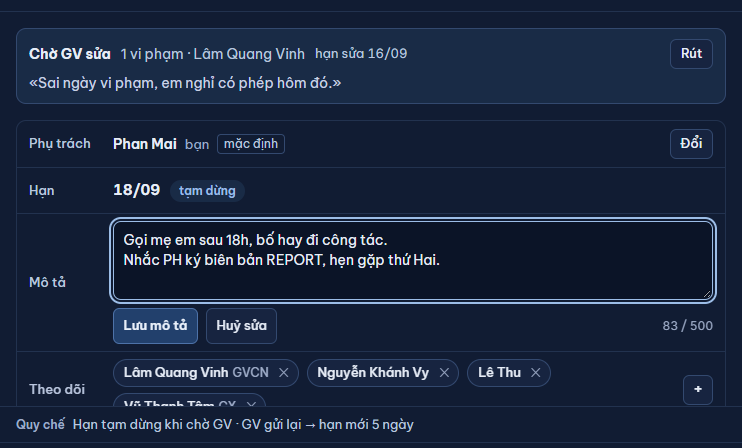 Chờ GV sửa 1 vi phạm · Lâm Quang Vinh hạn sửa 16/09 Rút
«Sai ngày vi phạm, em nghỉ có phép hôm đó.»
Phụ trách Phan Mai bạn mặc định Đổi
Hạn 18/09 tạm dừng
Gọi mẹ em sau 18h, bố hay đi công tác.
Nhắc PH ký biên bản REPORT, hẹn gặp thứ Hai.
Mô tả
Lưu mô tả Huỷ sửa 83 / 500
Lâm Quang Vinh GVCN × Nguyễn Khánh Vy × Lê Thu ×
Theo dõi +
Vũ Thanh Tâm CX ×
Quy chế Hạn tạm dừng khi chờ GV · GV gửi lại → hạn mới 5 ngày